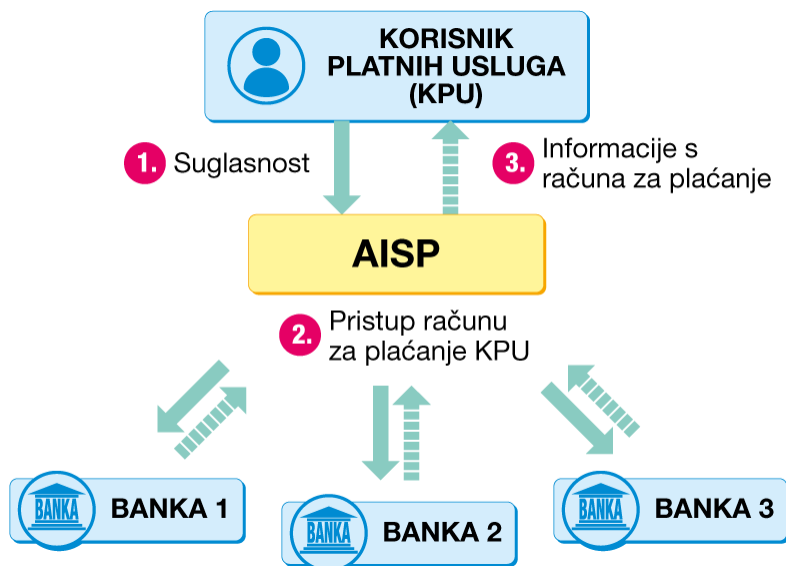 KORISNIK
PLATNIH USLUGA
(KPU)
1. Suglasnost
3. Informacije s
računa za plaćanje
AISP
2. Pristup računu
za plaćanje KPU
BANKA BANKA 1
BANKA BANKA 2
BANKA BANKA 3